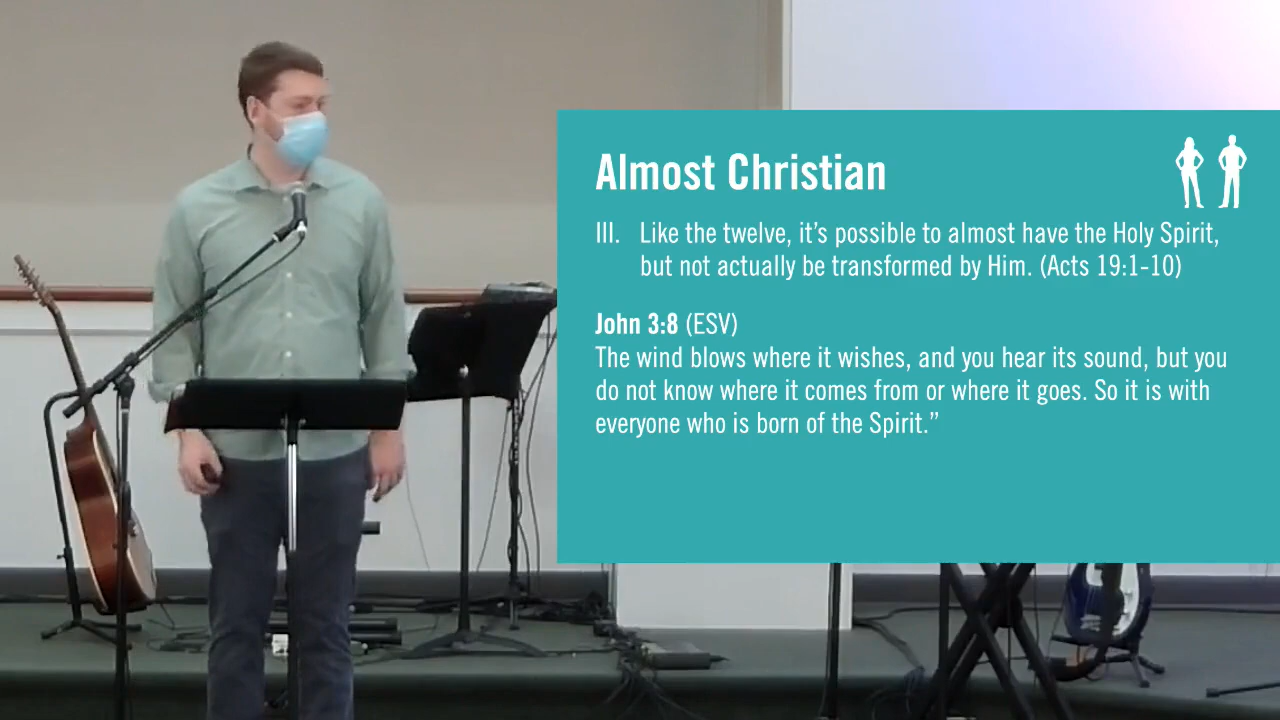 Almost Christian
III. Like the twelve, it’s possible to almost have the Holy Spirit,
but not actually be transformed by Him. (Acts 19:1-10)
John 3:8 (ESV)
The wind blows where it wishes, and you hear its sound, but you
do not know where it comes from or where it goes. So it is with
everyone who is born of the Spirit.”